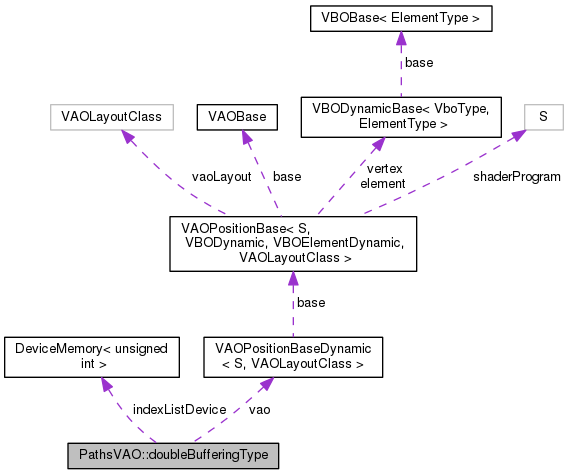 VBOBase< ElementType >
base
VBODynamicBase< VboType,
ElementType >
VAOLayoutClass
VAOBase
S
vaoLayout
base
vertex
element
shaderProgram
VAOPositionBase< S,
VBODynamic, VBOElementDynamic,
VAOLayoutClass >
base
DeviceMemory< unsigned
int >
VAOPositionBaseDynamic
< S, VAOLayoutClass >
indexListDevice
vao
PathsVAO::doubleBufferingType